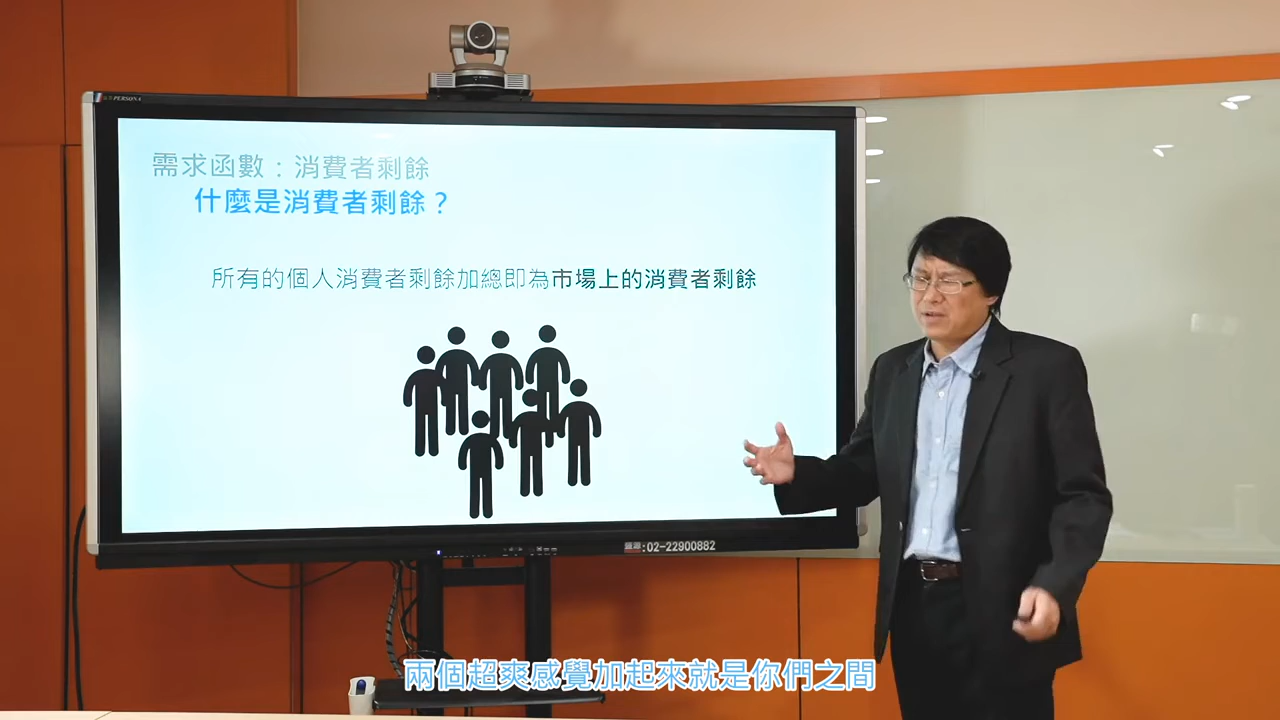 PERSONA
需求函數：消費者剩餘
什麼是消費者剩餘？
所有的個人消費者剩餘加總即為市場上的消費者剩餘
:02-22900882
兩個超爽感覺加起來就是你們之間